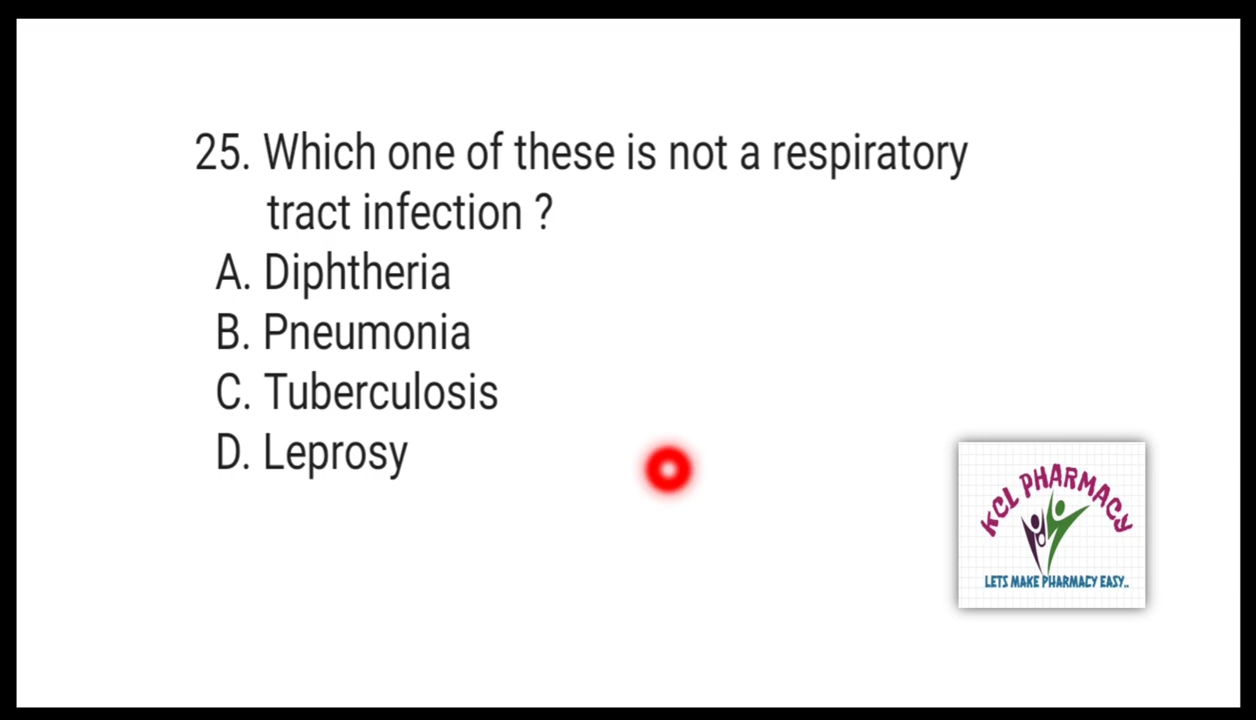 25. Which one of these is not a respiratory
tract infection ?
A. Diphtheria
B. Pneumonia
C. Tuberculosis
D. Leprosy
KCL PHARMACY
LETS MAKE PHARMACY EASY..